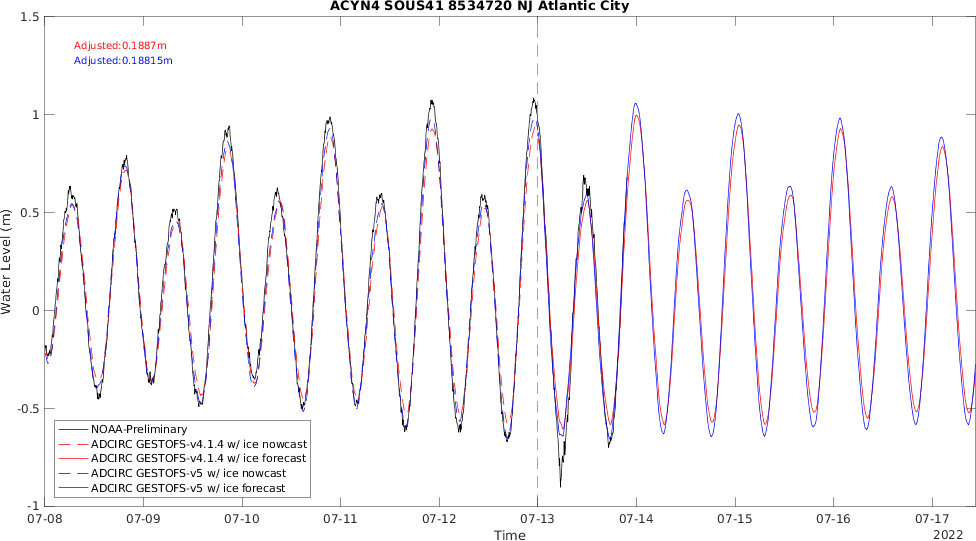 ACYN4 SOUS41 8534720 NJ Atlantic City
1.5
Adjusted:0.1887m
Adjusted:0.18815m
1
0.5
Water Level (m)
0
-0.5
NOAA-Preliminary
ADCIRC GESTOFS-v4.1.4 w/ ice nowcast
ADCIRC GESTOFS-v4.1.4 w/ ice forecast
ADCIRC GESTOFS-v5 w/ ice nowcast
ADCIRC GESTOFS-v5 w/ ice forecast
-1
07-08 07-09 07-10 07-11 07-12 07-13 07-14 07-15 07-16 07-17
Time
2022